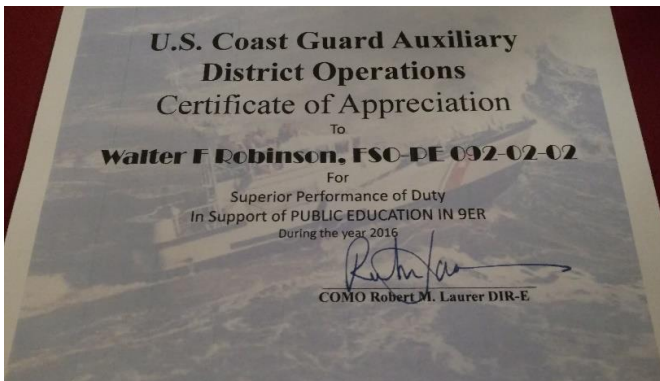 U.S. Coast Guard Auxiliary
District Operations
Certificate of Appreciation
To
Walter F Robinson, FSO-PE 092-02-02
For
Superior Performance of Duty
In Support of PUBLIC EDUCATION IN 9ER
During the year 2016
COMO Robert M. Laurer DIR-E